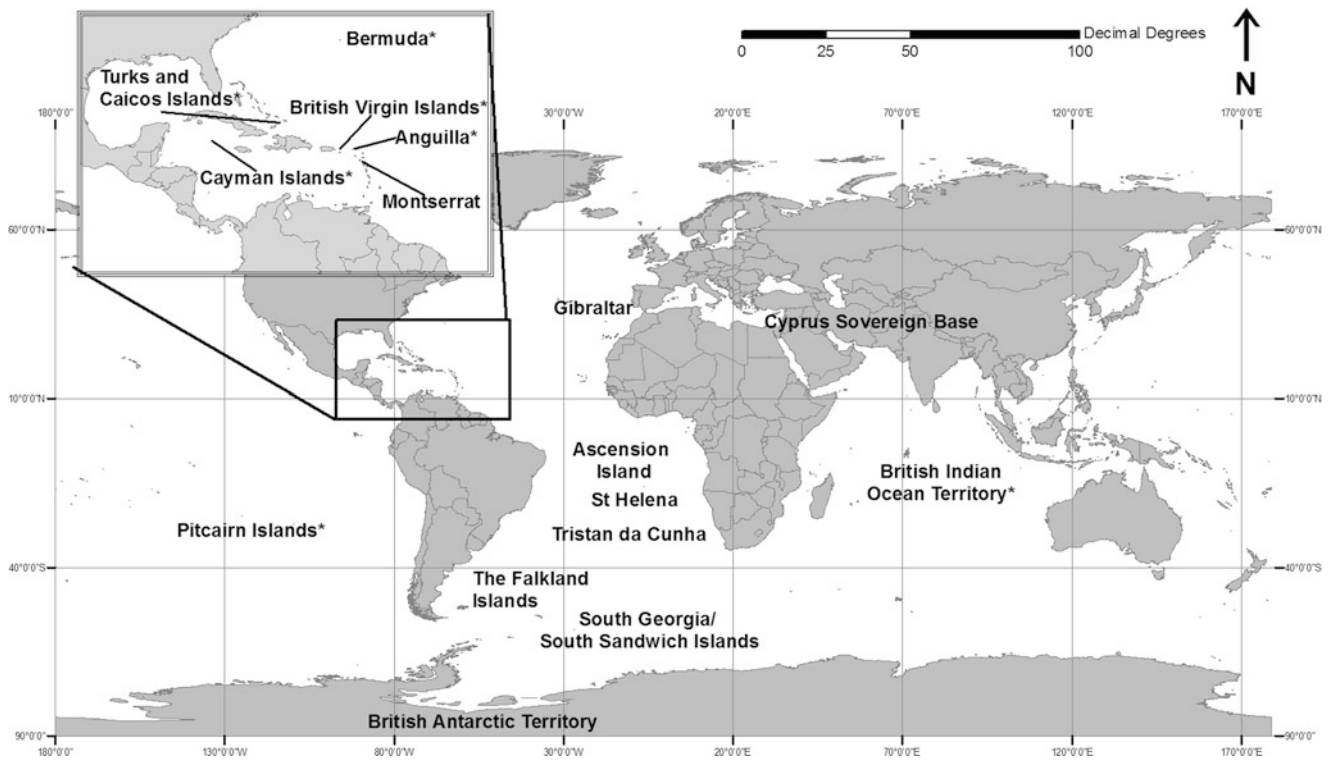 Bermuda*
Turks and
Caicos Islands*
British Virgin Islands*
Anguilla*
Cayman Islands*
Montserrat
Decimal Degrees
0 25 50 100
N
180°0'0" 30°0'0"W 20°0'0"E 70°0'0"E 120°0'0"E 170°0'0"E
60°0'0"N 60°0'0"N
Gibraltar
Cyprus Sovereign Base
10°0'0"N 10°0'0"N
Ascension
Island
British Indian
Ocean Territory*
St Helena
Pitcairn Islands*
Tristan da Cunha
40°0'0"S 40°0'0"S
The Falkland
Islands
South Georgia/
South Sandwich Islands
British Antarctic Territory
90°0'0" 90°0'0"
180°0'0" 130°0'0"W 80°0'0"W 30°0'0"W 20°0'0"E 70°0'0"E 120°0'0"E 170°0'0"E